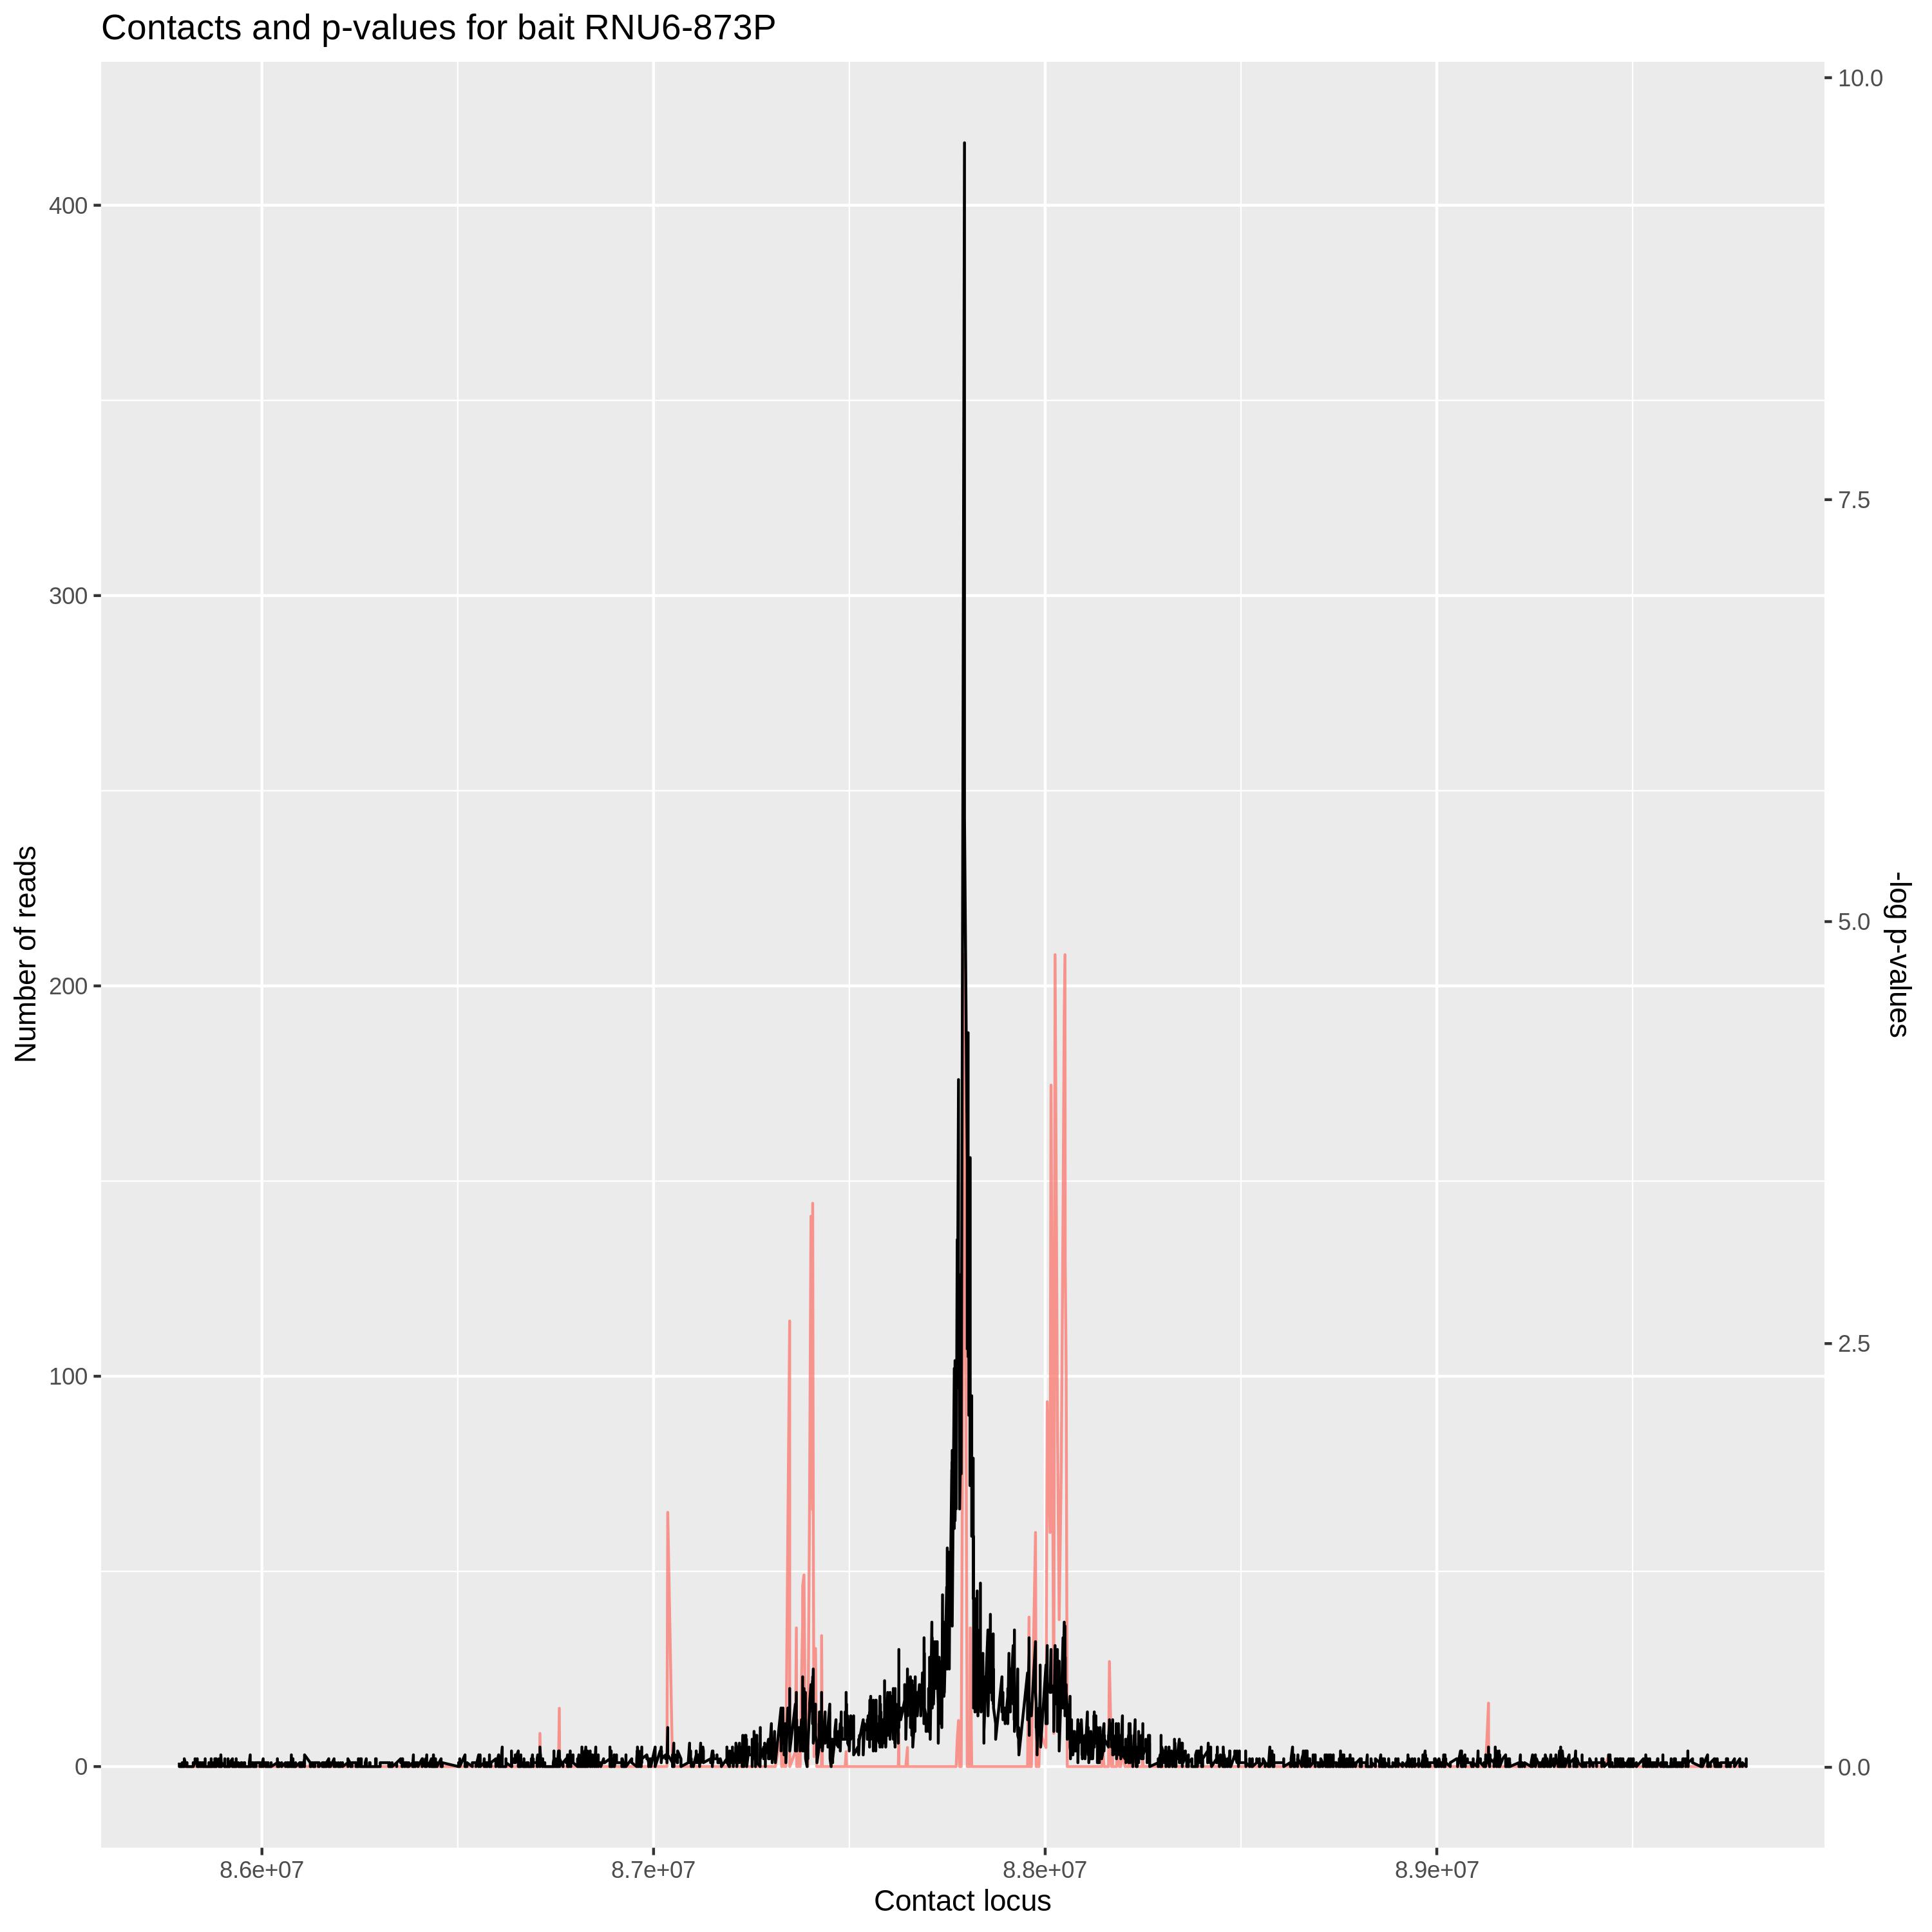 Contacts and p-values for bait RNU6-873P
400
300
200
100
0
Number of reads
10.0
7.5
5.0
2.5
0.0
-log p-values
8.6e+07
8.7e+07
8.8e+07
8.9e+07
Contact locus